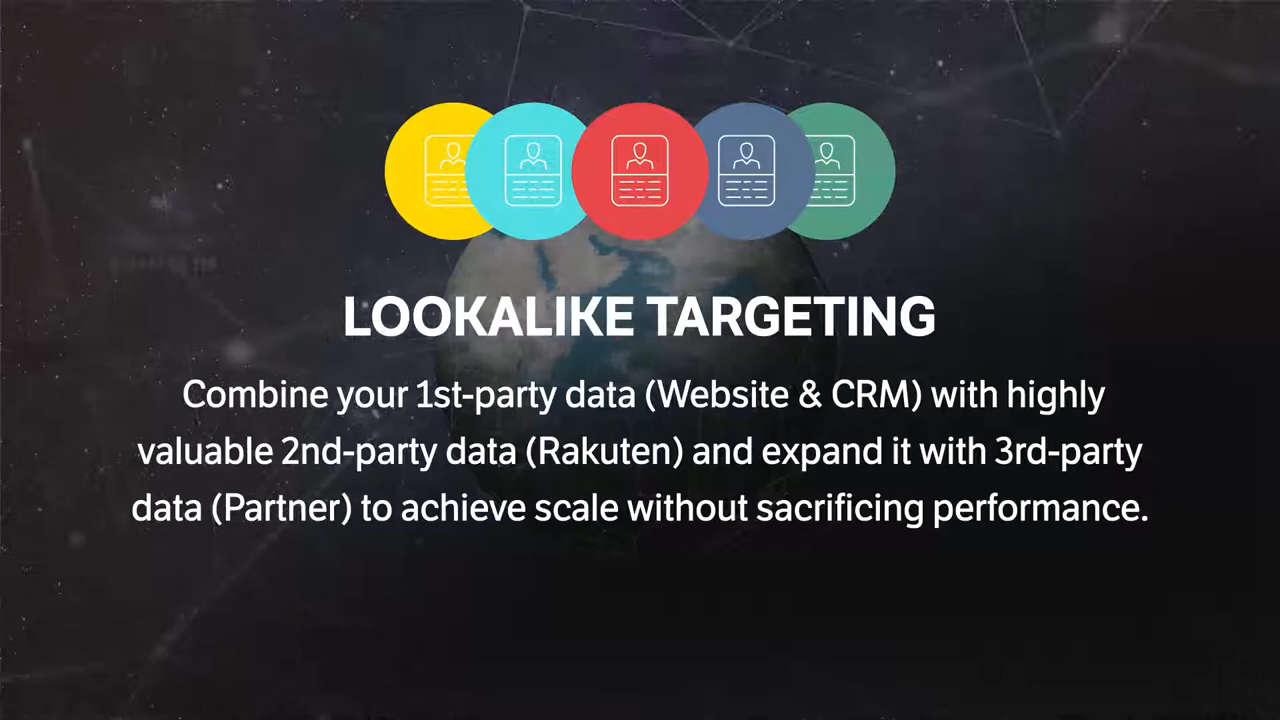 LOOKALIKE TARGETING
Combine your 1st-party data (Website & CRM) with highly
valuable 2nd-party data (Rakuten) and expand it with 3rd-party
data (Partner) to achieve scale without sacrificing performance.